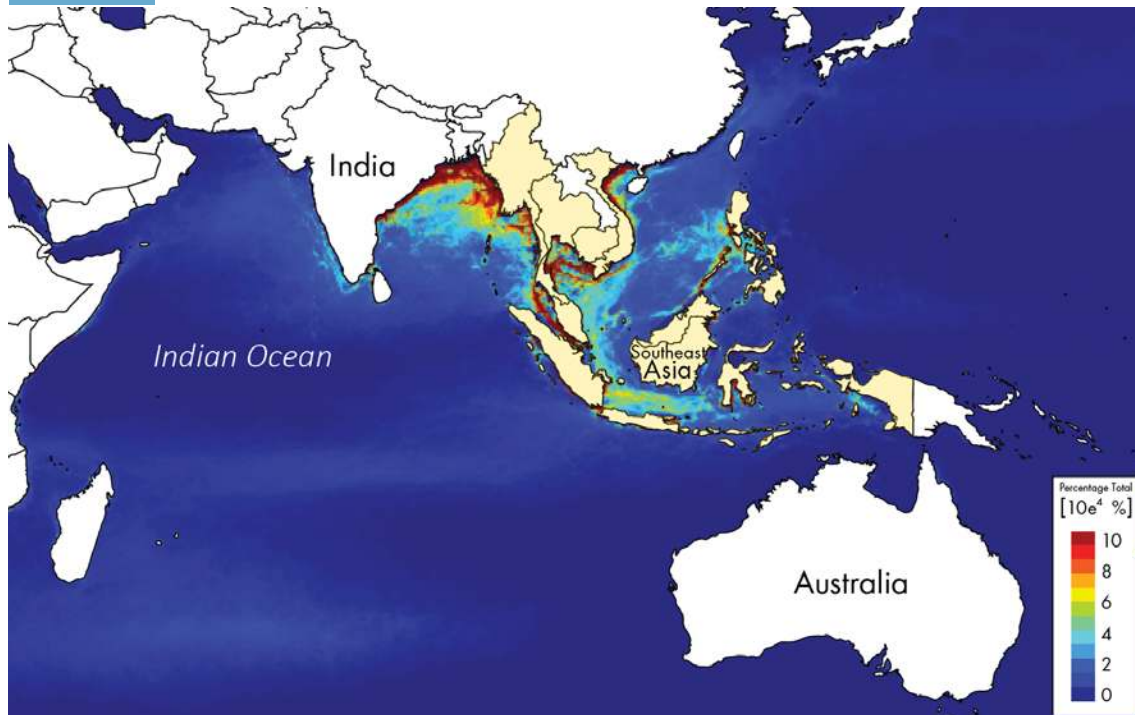 India
Indian Ocean
Southeast
Asia
Australia
Percentage Total
[10e⁴ %]
10
8
6
4
2
0